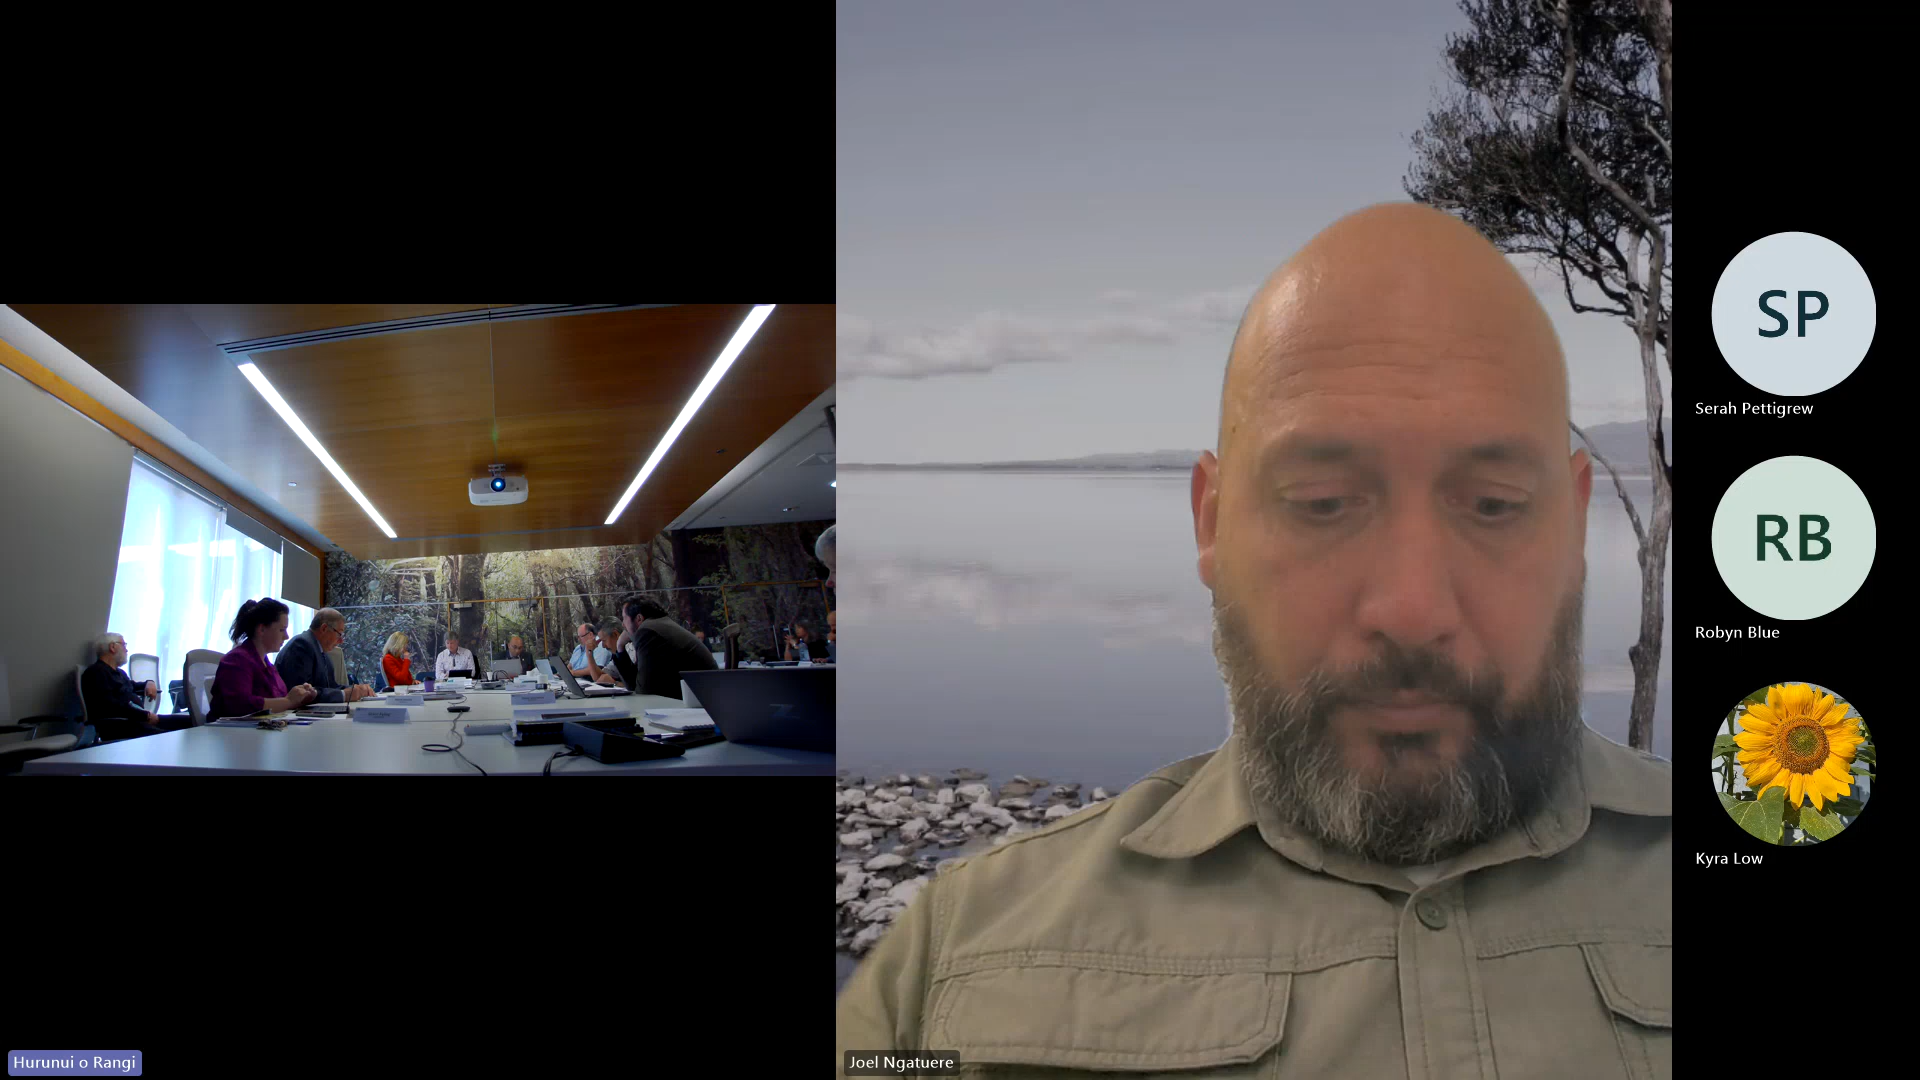 SP
Serah Pettigrew
RB
Robyn Blue
Kyra Low
Hurunui o Rangi
Joel Ngatuere